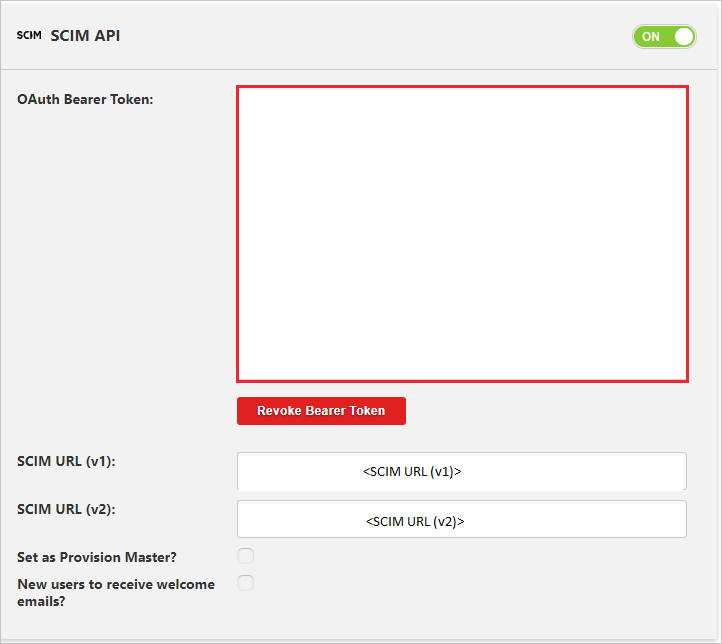 SCIM SCIM API ON
OAuth Bearer Token:
Revoke Bearer Token
SCIM URL (v1): <SCIM URL (v1)>
SCIM URL (v2): <SCIM URL (v2)>
Set as Provision Master?
New users to receive welcome
emails?